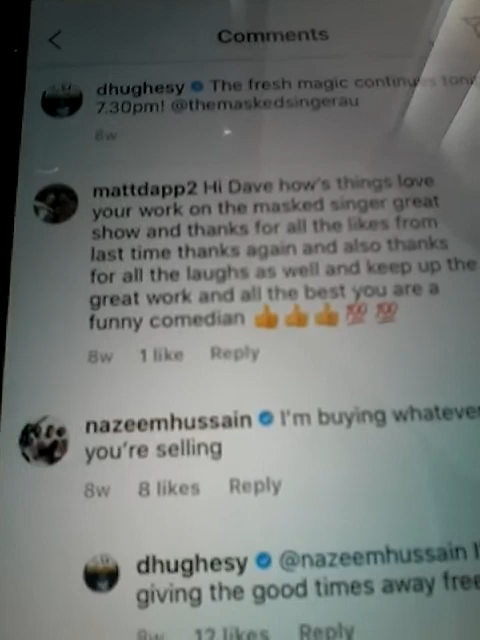 Comments
dhughesy The fresh magic continues
7.30pm! @themaskedsingerau
8w
mattdapp2 Hi Dave how's things love
your work on the masked singer great
show and thanks for all the likes from
last time thanks again and also thanks
for all the laughs as well and keep up the
great work and all the best you are a
funny comedian 👍👍👍💯💯
8w 1 like Reply
nazeemhussain I'm buying whatever
you're selling
8w 8 likes Reply
dhughesy @nazeemhussain
giving the good times away free
8w 12 likes Reply